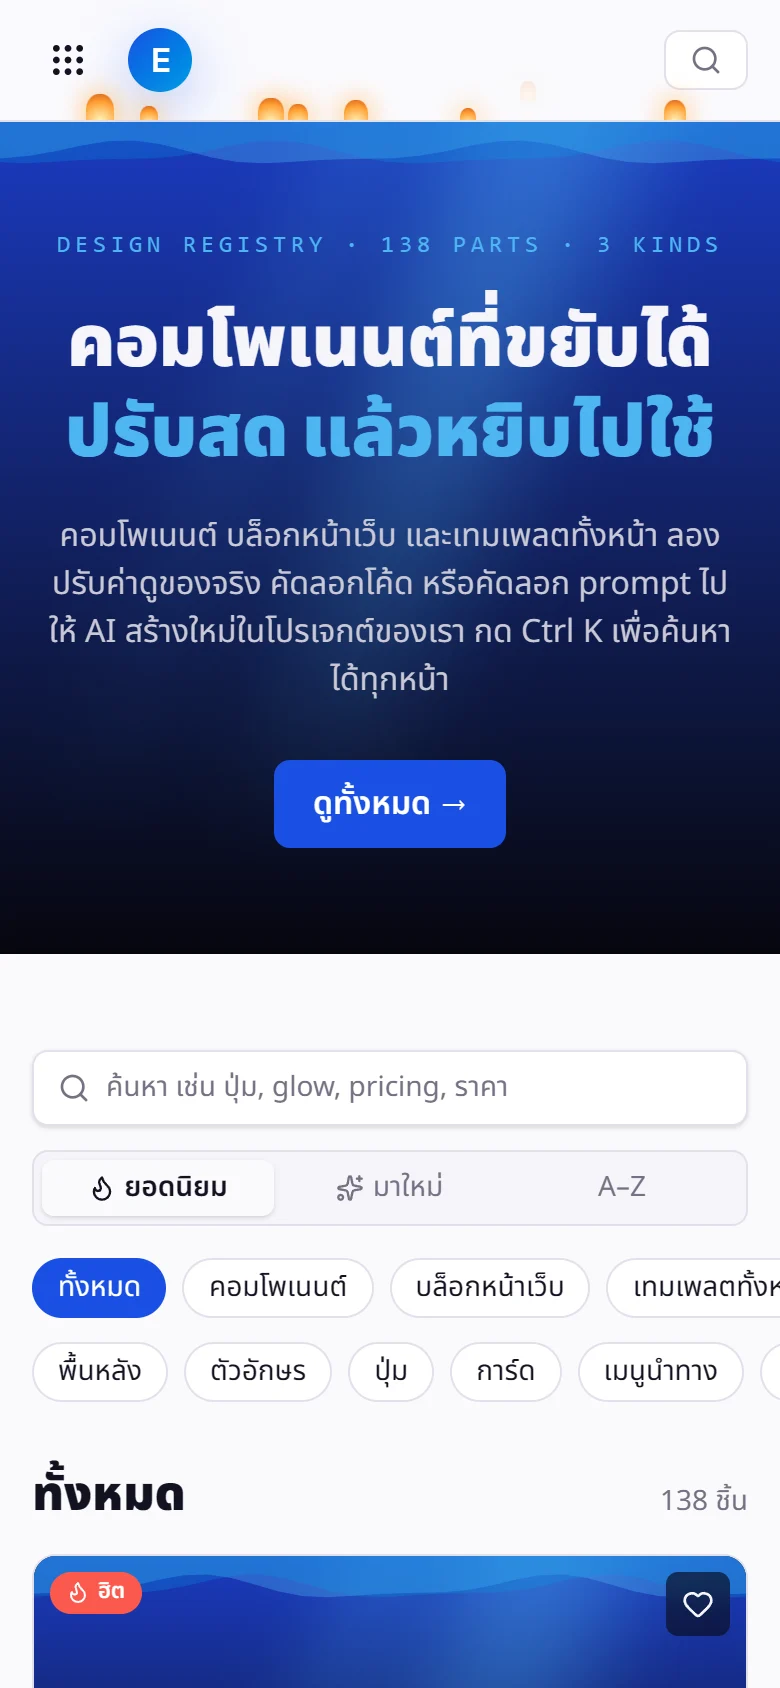 E
DESIGN REGISTRY · 138 PARTS · 3 KINDS
คอมโพเนนต์ที่ขยับได้
ปรับสด แล้วหยิบไปใช้
คอมโพเนนต์ บล็อกหน้าเว็บ และเทมเพลตทั้งหน้า ลอง
ปรับค่าดูของจริง คัดลอกโค้ด หรือคัดลอก prompt ไป
ให้ AI สร้างใหม่ในโปรเจกต์ของเรา กด Ctrl K เพื่อค้นหา
ได้ทุกหน้า
ดูทั้งหมด →
ค้นหา เช่น ปุ่ม, glow, pricing, ราคา
ยอดนิยม มาใหม่ A–Z
ทั้งหมด คอมโพเนนต์ บล็อกหน้าเว็บ เทมเพลตทั้งห
พื้นหลัง ตัวอักษร ปุ่ม การ์ด เมนูนำทาง
ทั้งหมด 138 ชิ้น
ฮิต